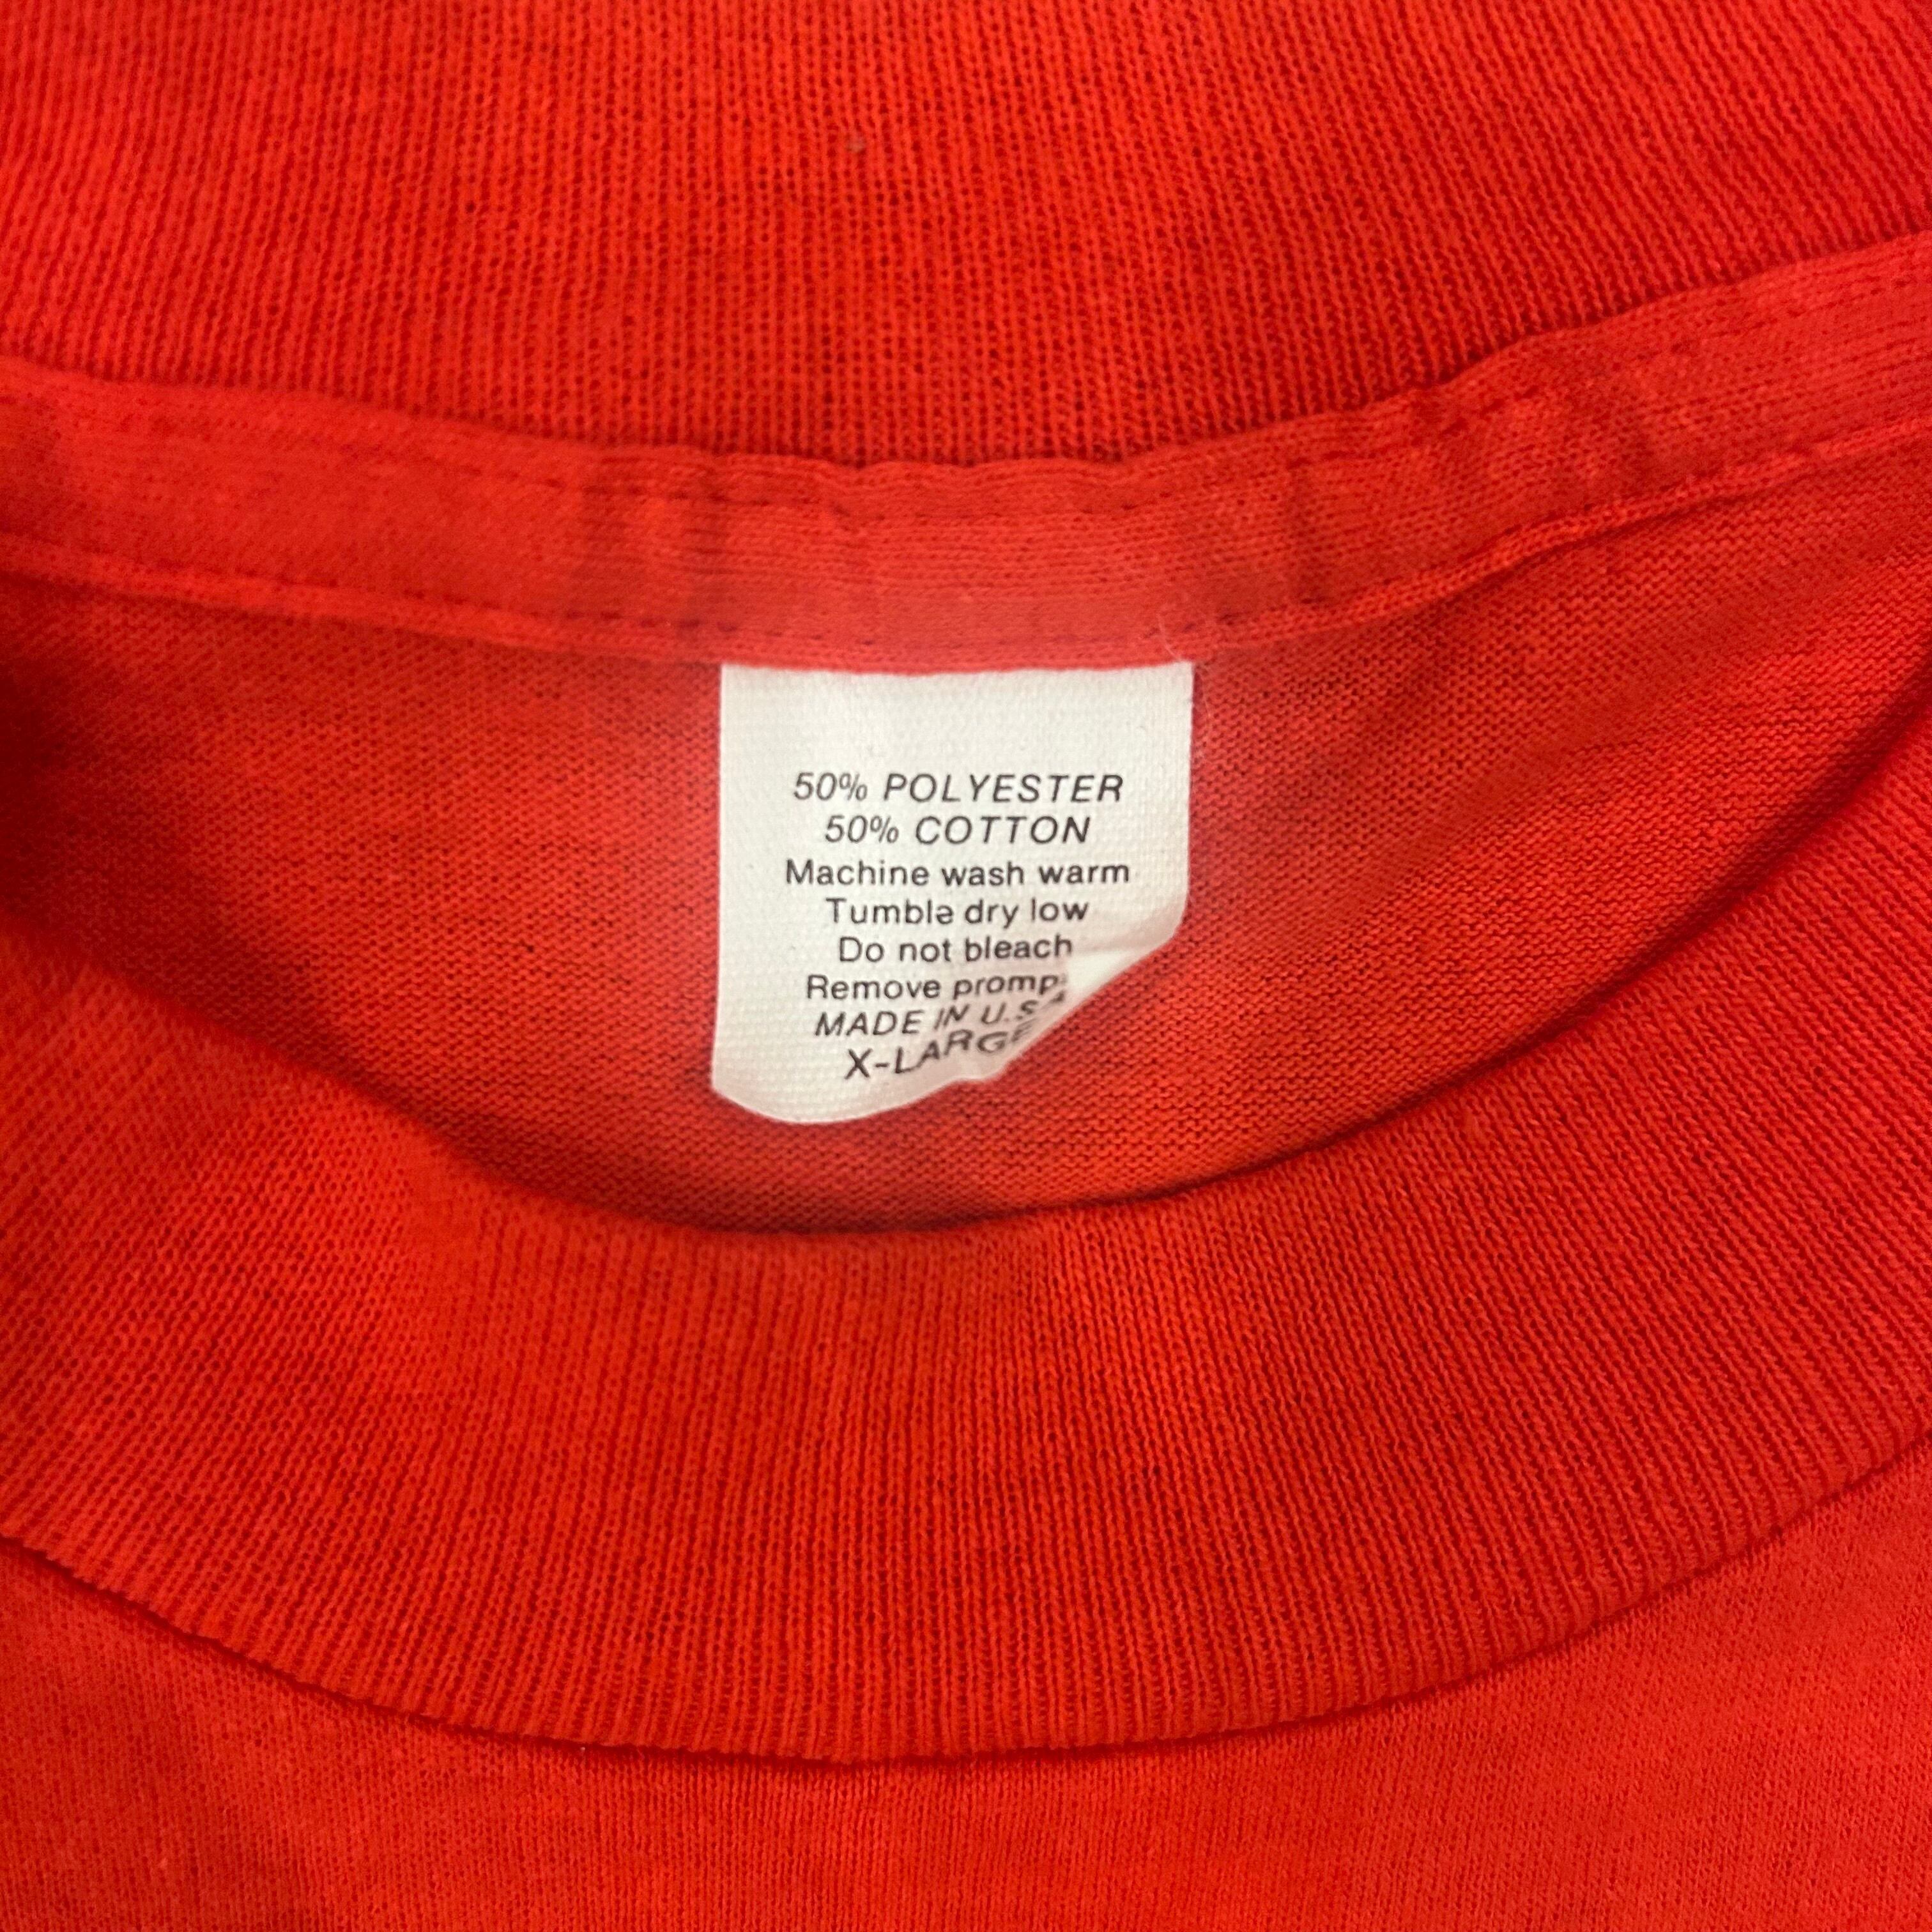 50% POLYESTER
50% COTTON
Machine wash warm
Tumble dry low
Do not bleach
Remove promp
MADE IN U.S.A
X-LARGE